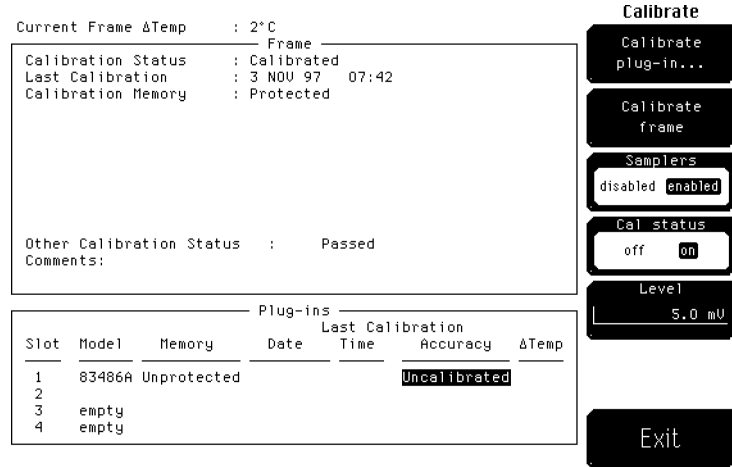 Current Frame ΔTemp : 2°C
Frame
Calibration Status : Calibrated
Last Calibration : 3 NOV 97 07:42
Calibration Memory : Protected
Other Calibration Status : Passed
Comments:
Plug-ins
Last Calibration
Slot Model Memory Date Time Accuracy ΔTemp
1 83486A Unprotected Uncalibrated
2
3 empty
4 empty
Calibrate
Calibrate
plug-in...
Calibrate
frame
Samplers
disabled enabled
Cal status
off on
Level
5.0 mV
Exit